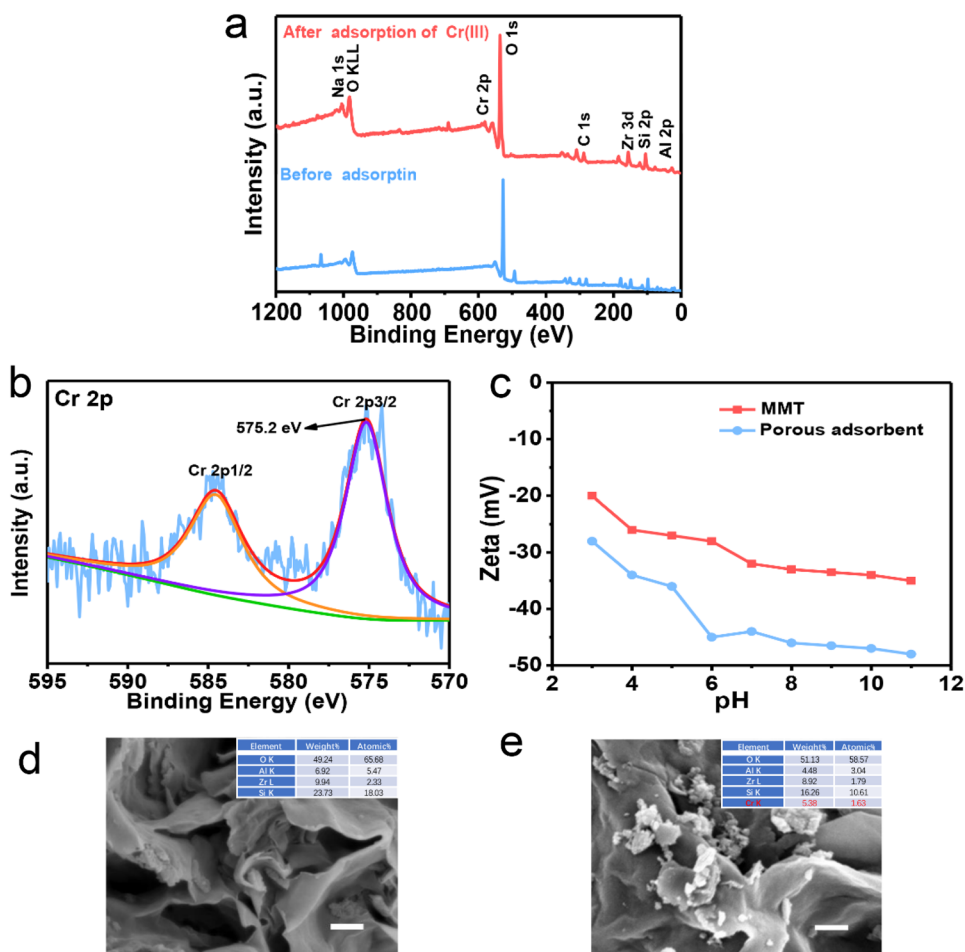 a
After adsorption of Cr(III)
Before adsorptin
Na 1s
O KLL
Cr 2p
O 1s
C 1s
Zr 3d
Si 2p
Al 2p
Intensity (a.u.)
1200 1000 800 600 400 200 0
Binding Energy (eV)
b
Cr 2p
Cr 2p3/2
575.2 eV
Cr 2p1/2
Intensity (a.u.)
595 590 585 580 575 570
Binding Energy (eV)
c
MMT
Porous adsorbent
Zeta (mV)
0
-10
-20
-30
-40
-50
2 4 6 8 10 12
pH
d
Element Weight% Atomic%
O K 49.24 65.68
Al K 6.92 5.47
Zr L 9.94 2.33
Si K 23.73 18.03
e
Element Weight% Atomic%
O K 51.13 58.57
Al K 4.48 3.04
Zr L 8.92 1.79
Si K 16.26 10.61
Cr K 5.38 1.63